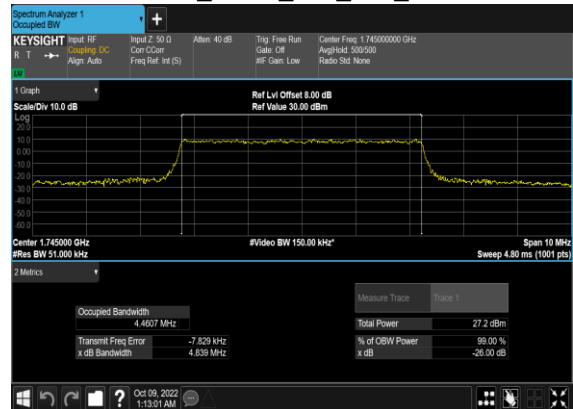 Spectrum Analyzer 1
Occupied BW
+
KEYSIGHT Input: RF Input Z: 50 Ω Atten: 40 dB Trig: Free Run Center Freq: 1.745000000 GHz
R T Coupling: DC Corr CCorr Gate: Off Avg|Hold: 500/500
Align: Auto Freq Ref: Int (S) #IF Gain: Low Radio Std: None
1 Graph
Ref Lvl Offset 8.00 dB
Scale/Div 10.0 dB Ref Value 30.00 dBm
Log
20.0
10.0
0.00
-10.0
-20.0
-30.0
-40.0
-50.0
-60.0
Center 1.745000 GHz #Video BW 150.00 kHz* Span 10 MHz
#Res BW 51.000 kHz Sweep 4.80 ms (1001 pts)
2 Metrics
Measure Trace Trace 1
Occupied Bandwidth
4.4607 MHz Total Power 27.2 dBm
Transmit Freq Error -7.829 kHz % of OBW Power 99.00 %
x dB Bandwidth 4.839 MHz x dB -26.00 dB
? Oct 09, 2022
1:13:01 AM